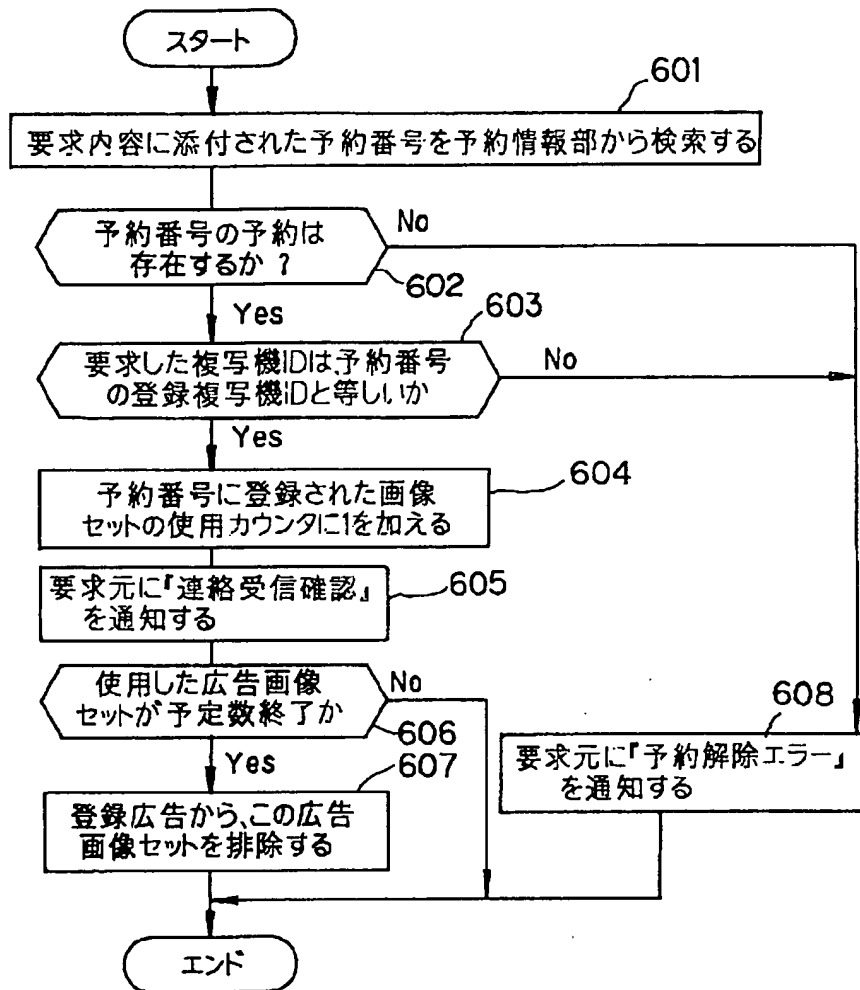 スタート
601
要求内容に添付された予約番号を予約情報部から検索する
予約番号の予約は
存在するか?
No
602
Yes
603
要求した複写機IDは、予約番号
の登録複写機IDと等しいか
No
Yes
604
予約番号に登録された画像
セットの使用カウンタに1を加える
要求元に『連絡受信確認』
を通知する
605
使用した広告画像
セットが予定数終了か
No
606
Yes
607
608
要求元に『予約解除エラー』
を通知する
登録広告から、この広告
画像セットを排除する
エンド